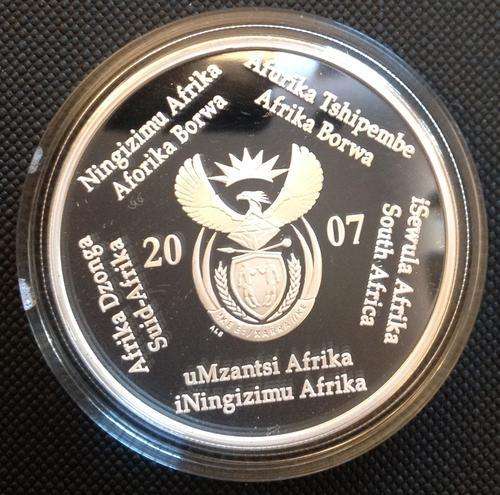 Ningizimu Afrika
Aforika Borwa
Afurika Tshipembe
Afrika Borwa
iSewula Afrika
South Africa
uMzantsi Afrika
iNingizimu Afrika
Afrika Dzonga
Suid-Afrika
20 07
ALS